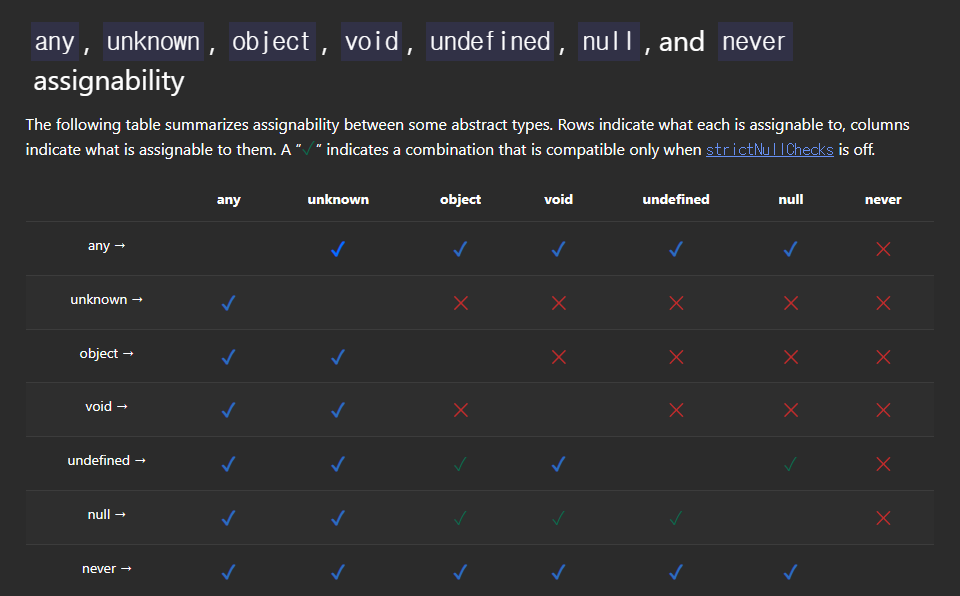 any, unknown, object, void, undefined, null, and never
assignability
The following table summarizes assignability between some abstract types. Rows indicate what each is assignable to, columns
indicate what is assignable to them. A “✓” indicates a combination that is compatible only when strictNullChecks is off.
any unknown object void undefined null never
any → ✓ ✓ ✓ ✓ ✓ ✕
unknown → ✓ ✕ ✕ ✕ ✕ ✕
object → ✓ ✓ ✕ ✕ ✕ ✕
void → ✓ ✓ ✕ ✕ ✕ ✕
undefined → ✓ ✓ ✓ ✓ ✓ ✕
null → ✓ ✓ ✓ ✓ ✓ ✕
never → ✓ ✓ ✓ ✓ ✓ ✓